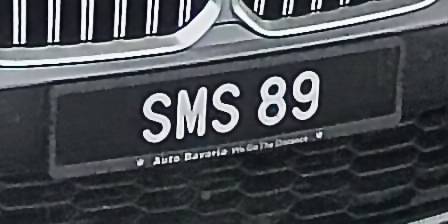 SMS 89
Auto Bavaria We Go The Distance